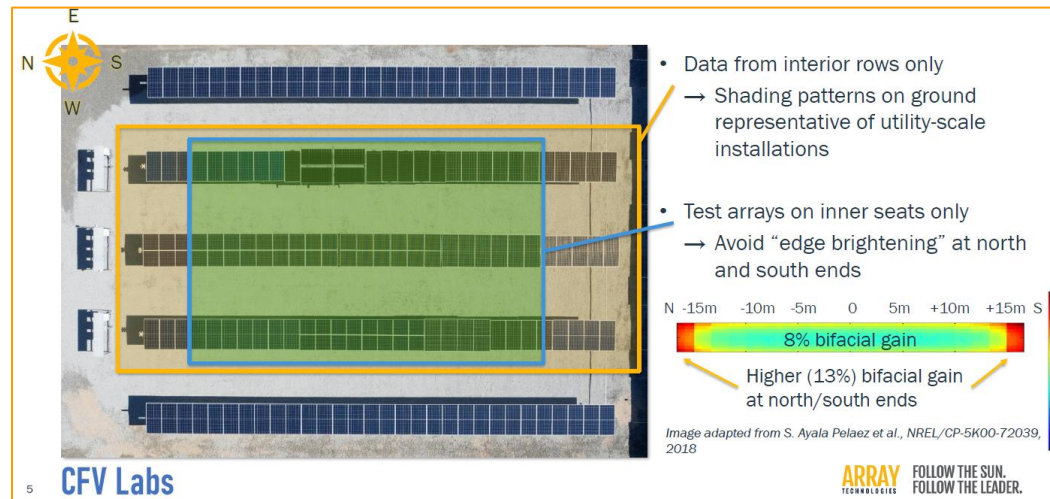 E
N
S
W
• Data from interior rows only
→ Shading patterns on ground
representative of utility-scale
installations
• Test arrays on inner seats only
→ Avoid “edge brightening” at north
and south ends
N -15m -10m -5m 0 5m +10m +15m S
8% bifacial gain
Higher (13%) bifacial gain
at north/south ends
Image adapted from S. Ayala Pelaez et al., NREL/CP-5K00-72039,
2018
5
CFV Labs
ARRAY
TECHNOLOGIES
FOLLOW THE SUN.
FOLLOW THE LEADER.